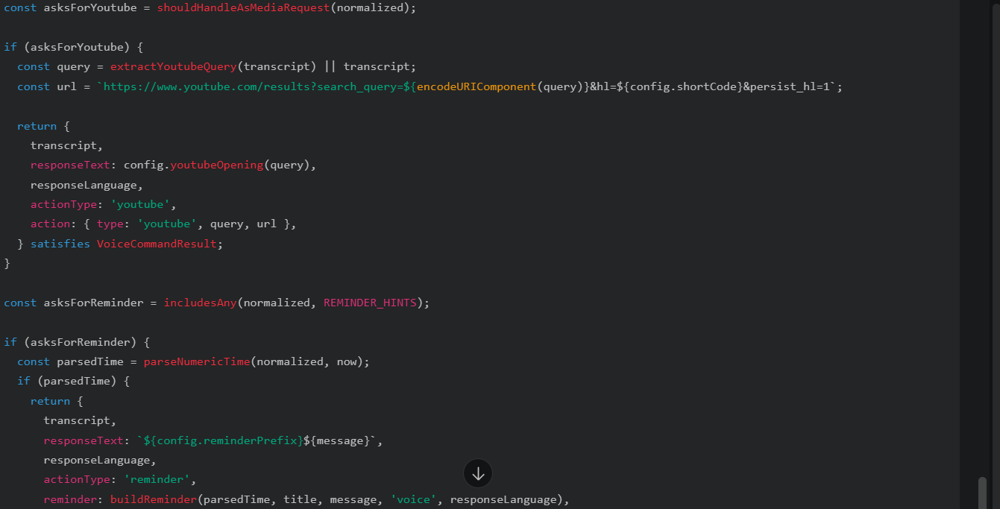 const asksForYoutube = shouldHandleAsMediaRequest(normalized);
if (asksForYoutube) {
const query = extractYoutubeQuery(transcript) || transcript;
const url = `https://www.youtube.com/results?search_query=${encodeURIComponent(query)}&hl=${config.shortCode}&persist_hl=1`;
return {
transcript,
responseText: config.youtubeOpening(query),
responseLanguage,
actionType: 'youtube',
action: { type: 'youtube', query, url },
} satisfies VoiceCommandResult;
}
const asksForReminder = includesAny(normalized, REMINDER_HINTS);
if (asksForReminder) {
const parsedTime = parseNumericTime(normalized, now);
if (parsedTime) {
return {
transcript,
responseText: `${config.reminderPrefix}${message}`,
responseLanguage,
actionType: 'reminder',
reminder: buildReminder(parsedTime, title, message, 'voice', responseLanguage),